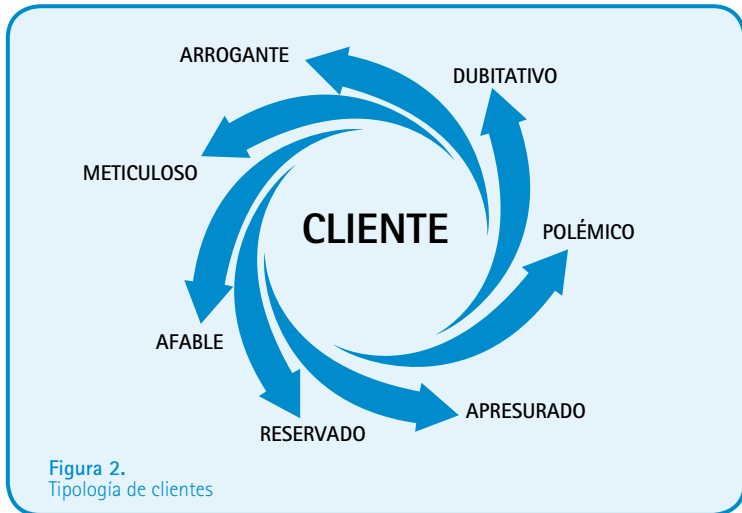 ARROGANTE
DUBITATIVO
METICULOSO
CLIENTE
POLÉMICO
AFABLE
APRESURADO
RESERVADO
Figura 2.
Tipología de clientes